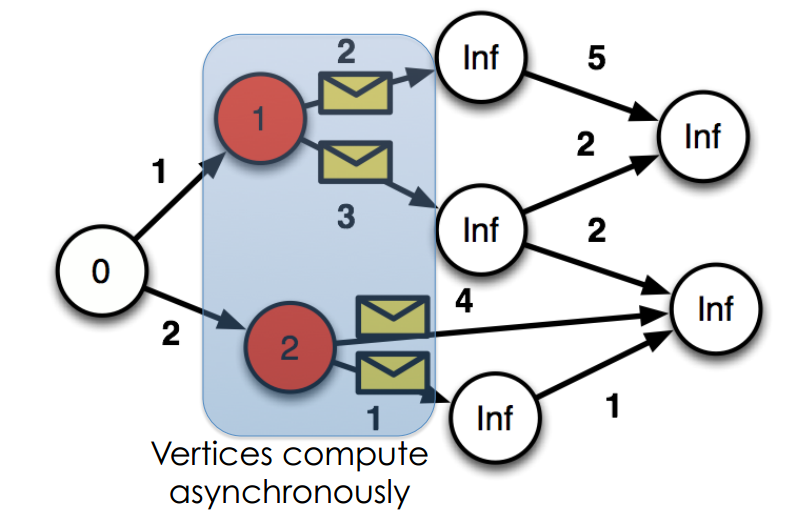 2
Inf
5
1
Inf
1
2
3
Inf
2
0
4
Inf
2
2
1
Inf
1
Vertices compute
asynchronously